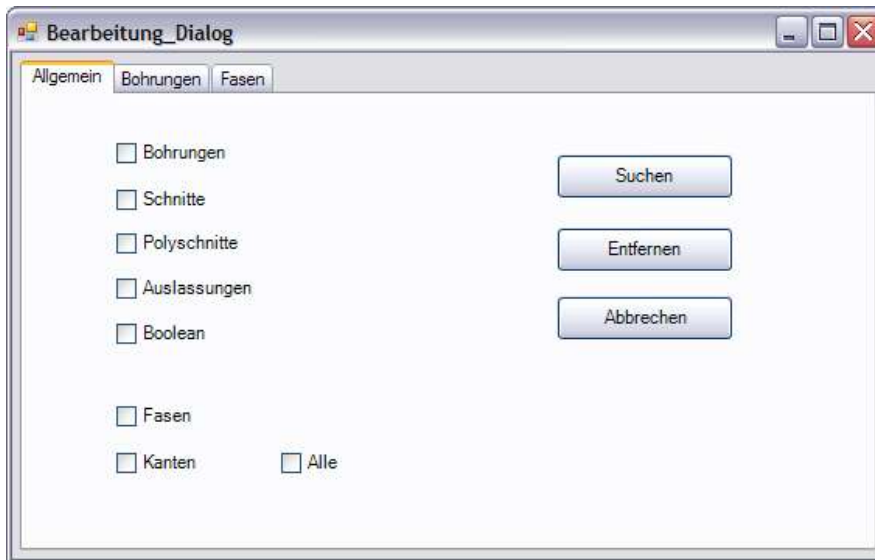 Bearbeitung_Dialog
Allgemein Bohrungen Fasen
Bohrungen
Schnitte
Polyschnitte
Auslassungen
Boolean
Fasen
Kanten Alle
Suchen
Entfernen
Abbrechen